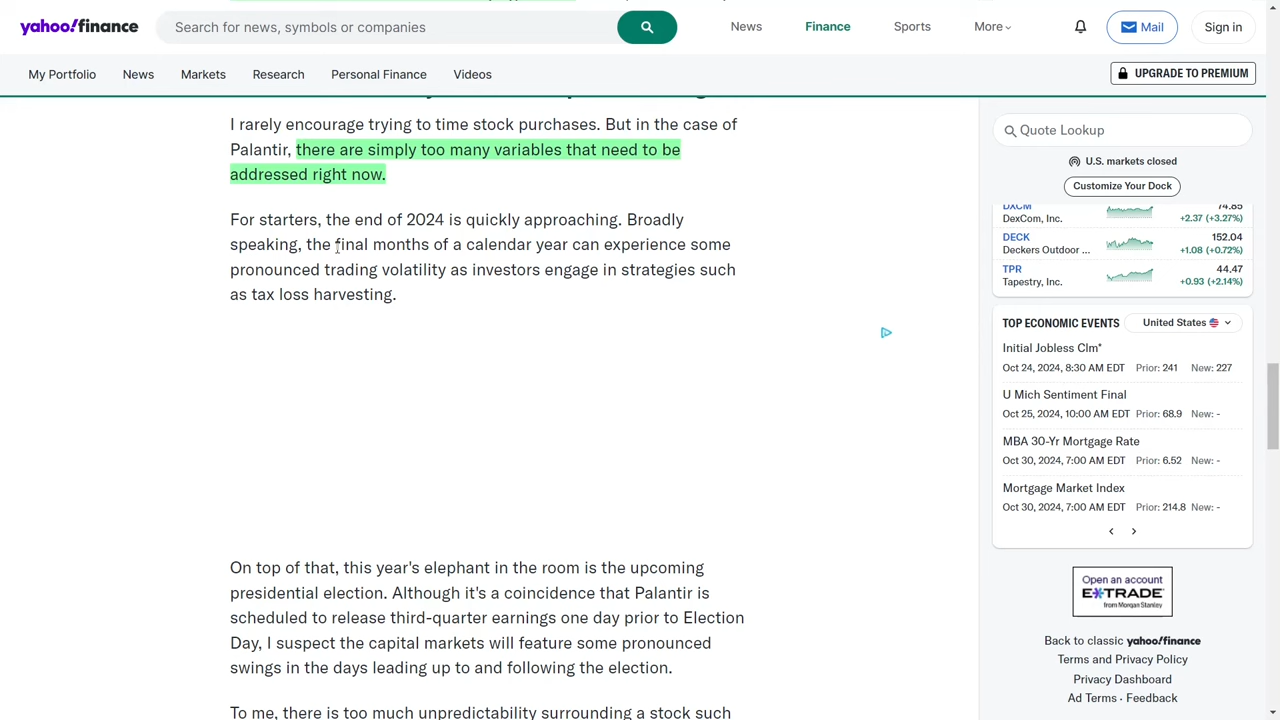 yahoo!finance
Search for news, symbols or companies
News
Finance
Sports
More
Mail
Sign in
My Portfolio
News
Markets
Research
Personal Finance
Videos
UPGRADE TO PREMIUM
I rarely encourage trying to time stock purchases. But in the case of
Palantir, there are simply too many variables that need to be
addressed right now.
For starters, the end of 2024 is quickly approaching. Broadly
speaking, the final months of a calendar year can experience some
pronounced trading volatility as investors engage in strategies such
as tax loss harvesting.
On top of that, this year's elephant in the room is the upcoming
presidential election. Although it's a coincidence that Palantir is
scheduled to release third-quarter earnings one day prior to Election
Day, I suspect the capital markets will feature some pronounced
swings in the days leading up to and following the election.
To me, there is too much unpredictability surrounding a stock such
Quote Lookup
U.S. markets closed
Customize Your Dock
DXCM 74.85
DexCom, Inc. +2.37 (+3.27%)
DECK 152.04
Deckers Outdoor ... +1.08 (+0.72%)
TPR 44.47
Tapestry, Inc. +0.93 (+2.14%)
TOP ECONOMIC EVENTS United States
Initial Jobless Clm*
Oct 24, 2024, 8:30 AM EDT Prior: 241 New: 227
U Mich Sentiment Final
Oct 25, 2024, 10:00 AM EDT Prior: 68.9 New: -
MBA 30-Yr Mortgage Rate
Oct 30, 2024, 7:00 AM EDT Prior: 6.52 New: -
Mortgage Market Index
Oct 30, 2024, 7:00 AM EDT Prior: 214.8 New: -
Open an account
E*TRADE
from Morgan Stanley
Back to classic yahoo!finance
Terms and Privacy Policy
Privacy Dashboard
Ad Terms · Feedback